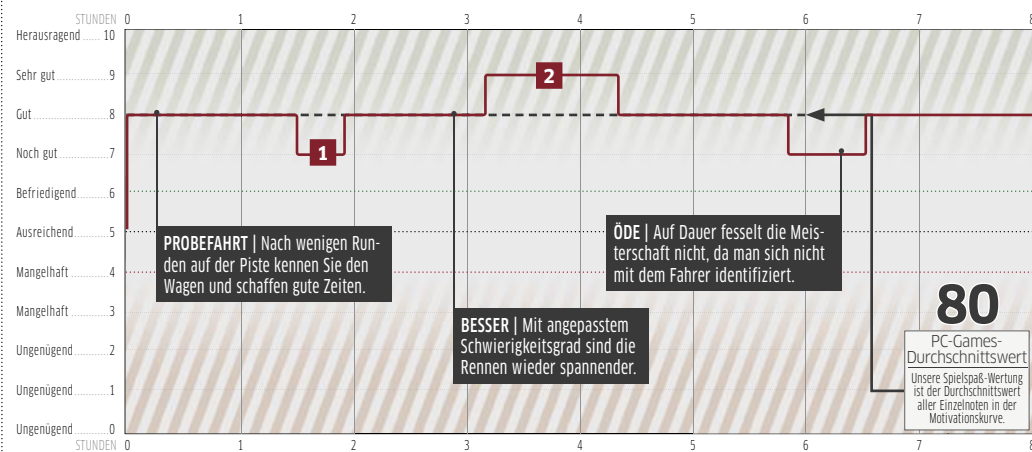 STUNDEN 0 1 2 3 4 5 6 7 8
Herausragend ...... 10
Sehr gut ................ 9
Gut ........................ 8
Noch gut ............... 7
Befriedigend .......... 6
Ausreichend .......... 5
Mangelhaft ............ 4
Mangelhaft ............ 3
Ungenügend .......... 2
Ungenügend .......... 1
Ungenügend .......... 0
STUNDEN 0 1 2 3 4 5 6 7 8
1
2
PROBEFAHRT | Nach wenigen Run-
den auf der Piste kennen Sie den
Wagen und schaffen gute Zeiten.
BESSER | Mit angepasstem
Schwierigkeitsgrad sind die
Rennen wieder spannender.
ÖDE | Auf Dauer fesselt die Meis-
terschaft nicht, da man sich nicht
mit dem Fahrer identifiziert.
80
PC-Games-
Durchschnittswert
Unsere Spielspaß-Wertung
ist der Durchschnittswert
aller Einzelnoten in der
Motivationskurve.